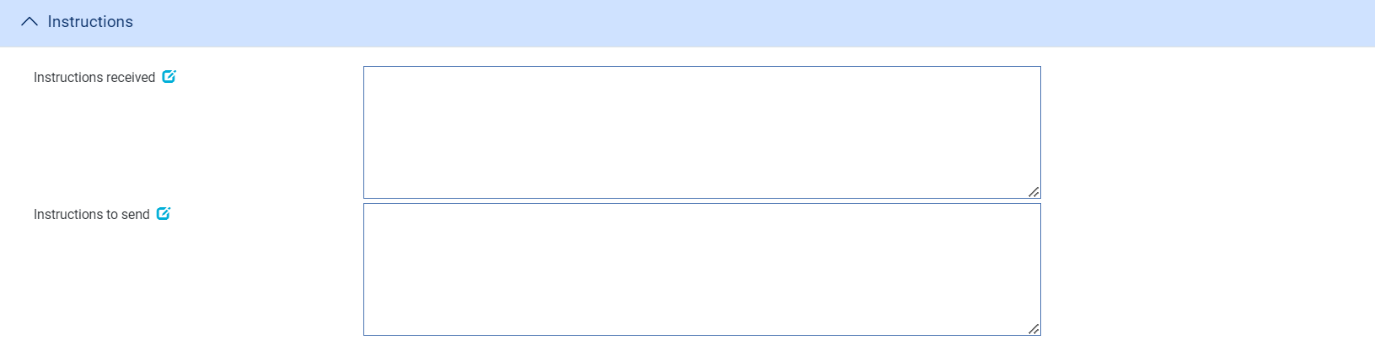 Instructions
Instructions received
Instructions to send